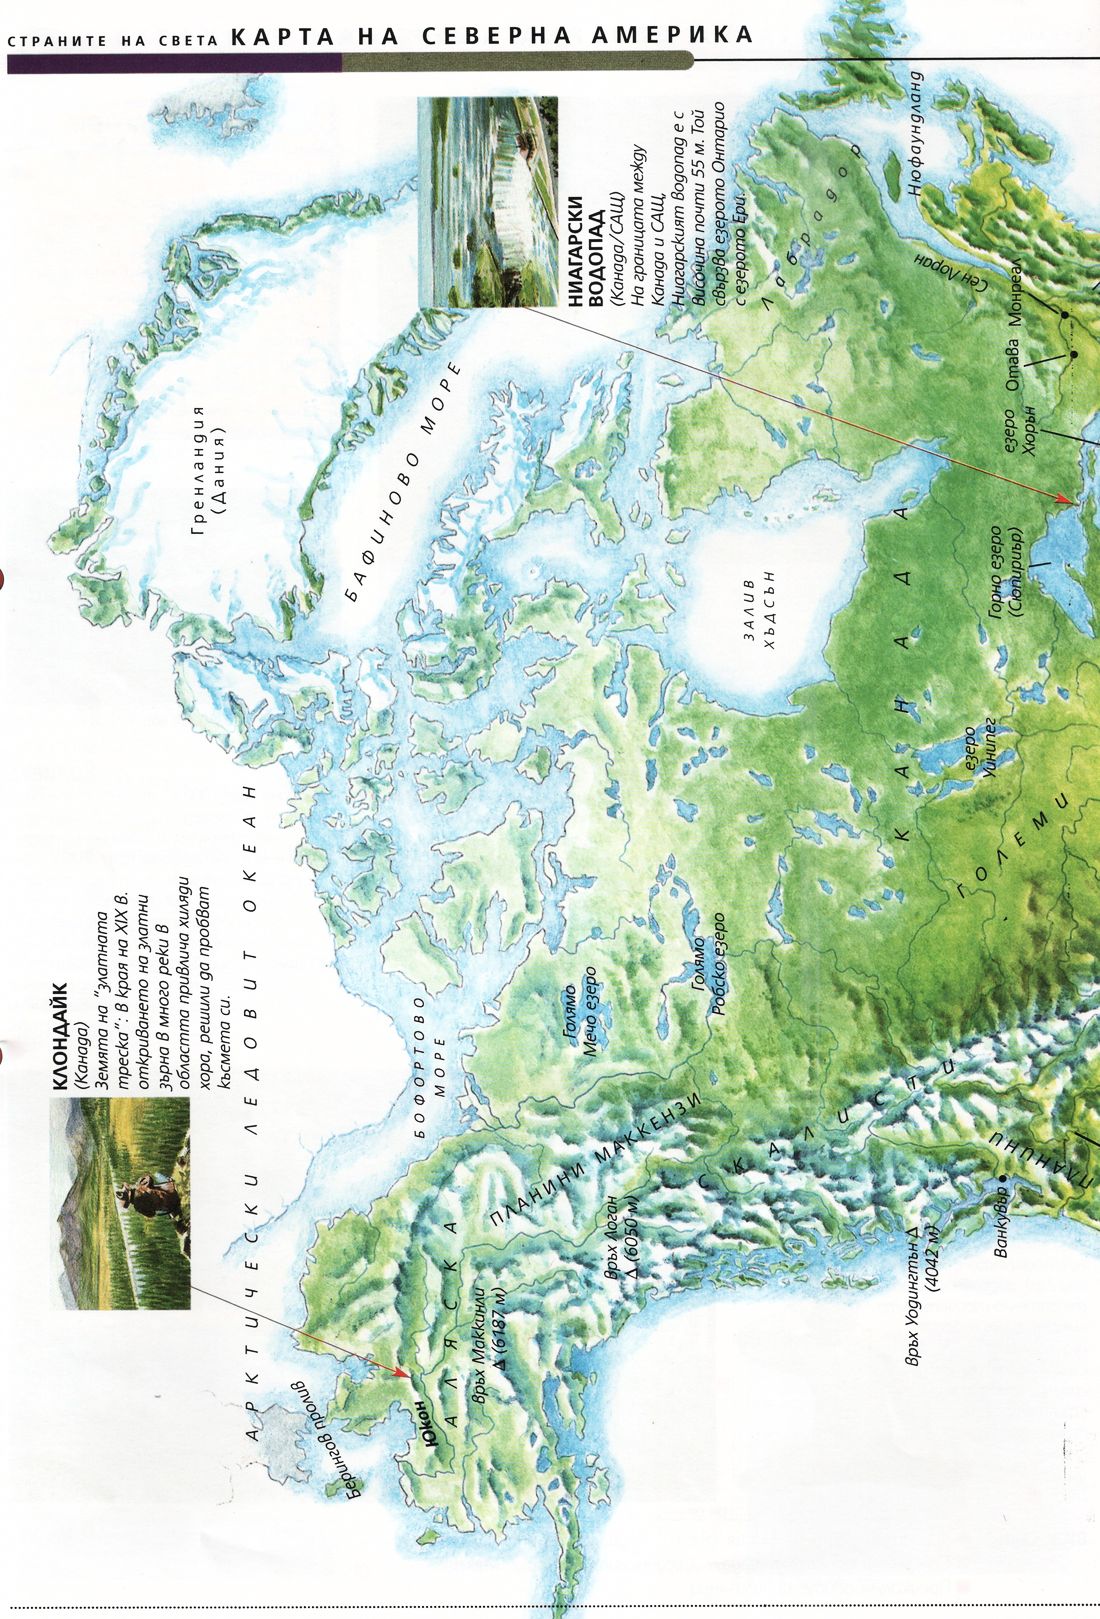 СТРАНИТЕ НА СВЕТА КАРТА НА СЕВЕРНА АМЕРИКА
КЛОНДАЙК
(Канада)
Земята на "златната
треска": В края на XIX в.
откриването на златни
зърна в много реки в
областта привлича хиляди
хора, решили да пробват
късмета си.
НИАГАРСКИ
ВОДОПАД
(Канада/САЩ)
На границата между
Канада и САЩ,
Ниагарският водопад е с
височина почти 55 м. Той
свързва езерото Онтарио
с езерото Ери.
АРКТИЧЕСКИ ЛЕДОВИТ ОКЕАН
Гренландия
(Дания)
БАФИНОВО МОРЕ
БОФОРТОВО
МОРЕ
Берингов пролив
Юкон
АЛЯСКА
Връх Маккинли
Δ (6187 м)
ПЛАНИНИ МАККЕНЗИ
Връх Логан
Δ (6050 м)
Голямо
Мечо езеро
Голямо
Робско езеро
ЗАЛИВ
ХЪДСЪН
Лабрадор
Нюфаундланд
Сен Лоран
КАНАДА
СКАЛИСТИ
ПЛАНИНИ
Връх Уодингтън Δ
(4042 м)
Ванкувър
ГОЛЕМИ
езеро
Уинипег
Горно езеро
(Сюпириър)
езеро
Хюрън
Отава
Монреал